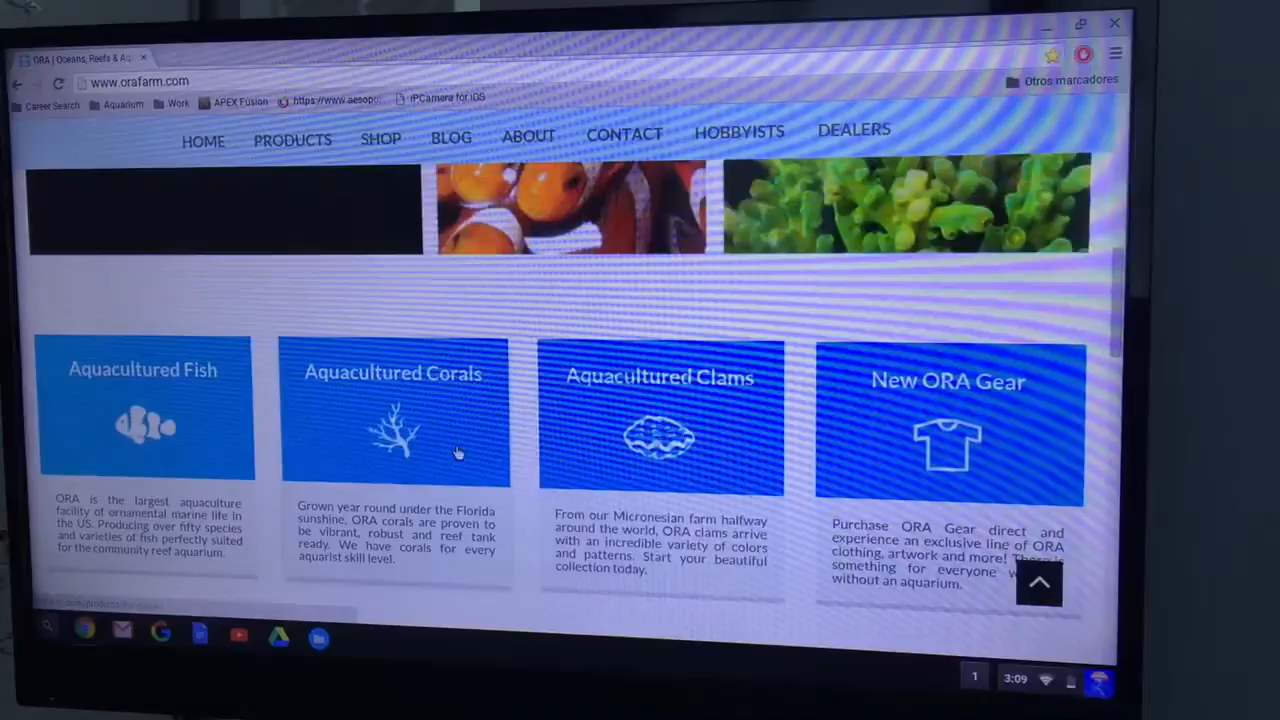 ORA | Oceans, Reefs & Aq
www.orafarm.com
Otros marcadores
Career Search Aquarium Work APEX Fusion https://www.aesop IPCamera for iOS
HOME PRODUCTS SHOP BLOG ABOUT CONTACT HOBBYISTS DEALERS
Aquacultured Fish
ORA is the largest aquaculture
facility of ornamental marine life in
the US. Producing over fifty species
and varieties of fish perfectly suited
for the community reef aquarium.
Aquacultured Corals
Grown year round under the Florida
sunshine, ORA corals are proven to
be vibrant, robust and reef tank
ready. We have corals for every
aquarist skill level.
Aquacultured Clams
From our Micronesian farm halfway
around the world, ORA clams arrive
with an incredible variety of colors
and patterns. Start your beautiful
collection today.
New ORA Gear
Purchase ORA Gear direct and
experience an exclusive line of ORA
clothing, artwork and more! There is
something for everyone
without an aquarium.
1 3:09